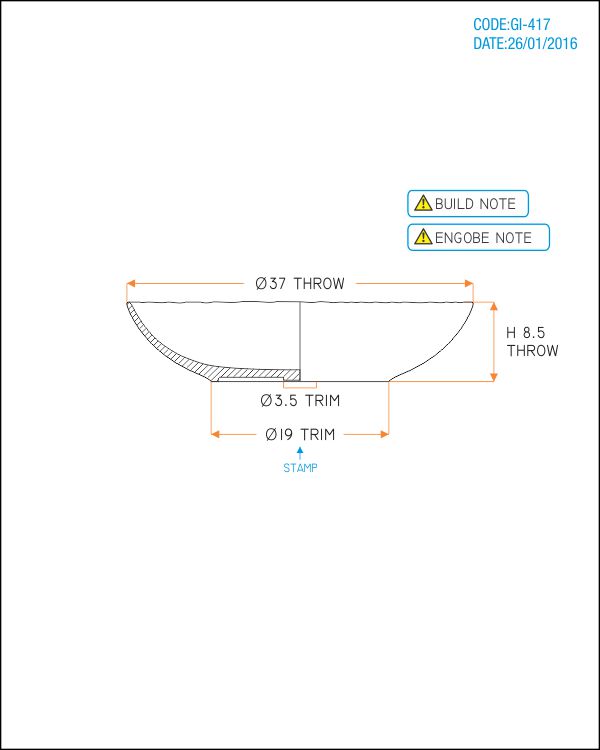 CODE:GI-417
DATE:26/01/2016
BUILD NOTE
ENGOBE NOTE
Ø37 THROW
H 8.5
THROW
Ø3.5 TRIM
Ø19 TRIM
STAMP